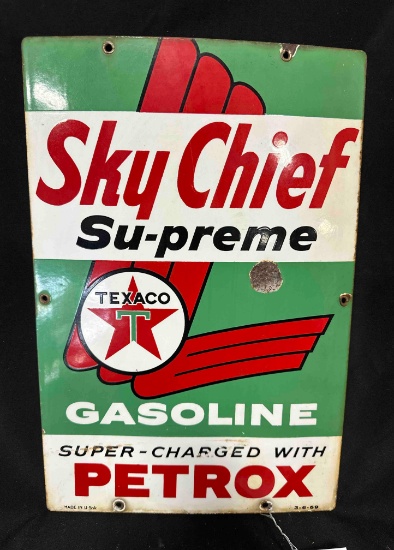 Sky Chief
Su-preme
TEXACO
T
GASOLINE
SUPER-CHARGED WITH
PETROX
MADE IN U.S.A. 3-6-59